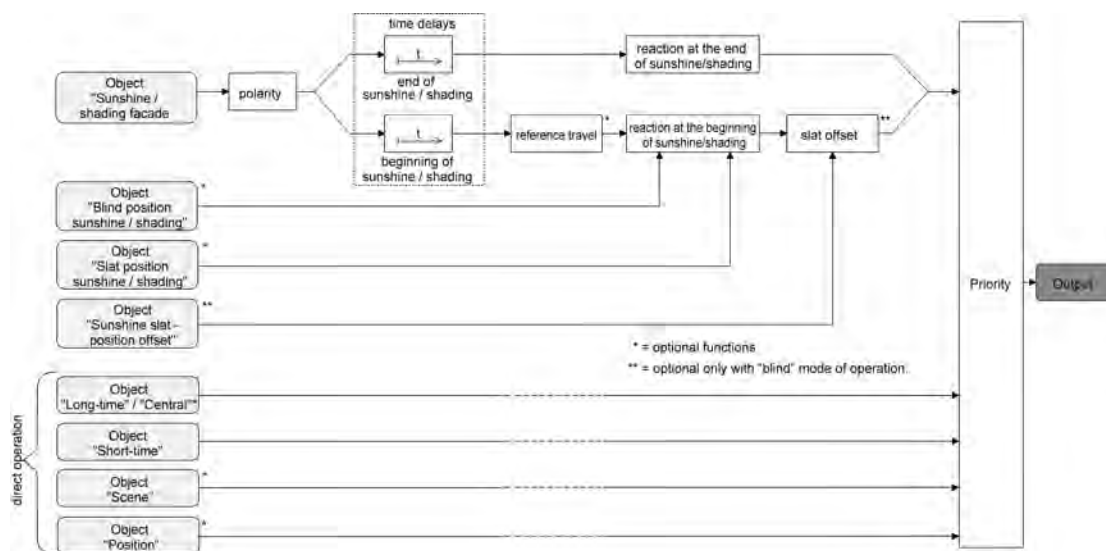 time delays
t
end of
sunshine / shading
reaction at the end
of sunshine/shading
Object
"Sunshine /
shading facade
polarity
t
beginning of
sunshine / shading
reference travel
*
reaction at the beginning
of sunshine/shading
slat offset
**
Object
"Blind position
sunshine / shading"
*
Object
"Slat position
sunshine / shading"
*
Object
"Sunshine slat-
position offset"
**
Priority
Output
* = optional functions
** = optional only with "blind" mode of operation.
direct operation
Object
"Long-time" / "Central"*
Object
"Short-time"
Object
"Scene"
*
Object
"Position"
*